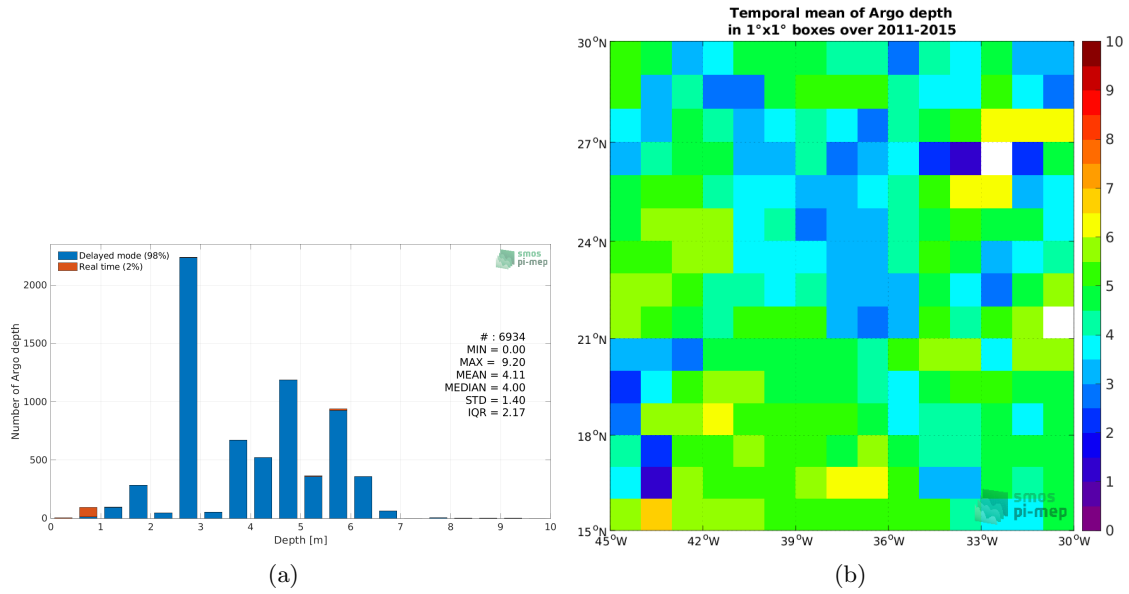 Delayed mode (98%)
Real time (2%)
smos
pi-mep
# : 6934
MIN = 0.00
MAX = 9.20
MEAN = 4.11
MEDIAN = 4.00
STD = 1.40
IQR = 2.17
Number of Argo depth
2000
1500
1000
500
0
0 1 2 3 4 5 6 7 8 9 10
Depth [m]
(a)
Temporal mean of Argo depth
in 1°x1° boxes over 2011-2015
30°N
27°N
24°N
21°N
18°N
15°N
45°W 42°W 39°W 36°W 33°W 30°W
smos
pi-mep
10
9
8
7
6
5
4
3
2
1
0
(b)